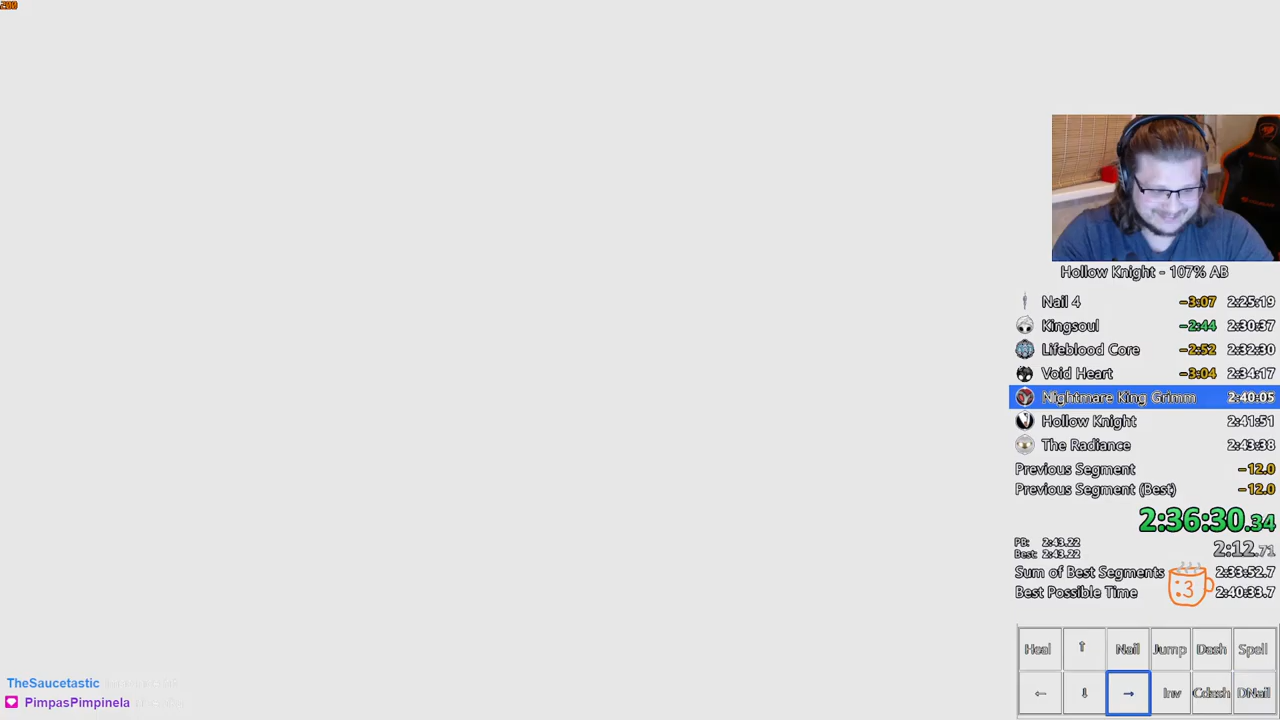 200
Hollow Knight - 107% AB
Nail 4 -3:07 2:25:19
Kingsoul -2:44 2:30:37
Lifeblood Core -2:52 2:32:30
Void Heart -3:04 2:34:17
Nightmare King Grimm 2:40:05
Hollow Knight 2:41:51
The Radiance 2:43:38
Previous Segment -12.0
Previous Segment (Best) -12.0
2:36:30.34
PB: 2:43.22
Best: 2:43.22
2:12.71
Sum of Best Segments 2:33:52.7
Best Possible Time 2:40:33.7
Heal ↑ Nail Jump Dash Spell
← ↓ → Inv Cdash DNail
TheSaucetastic
PimpasPimpinela